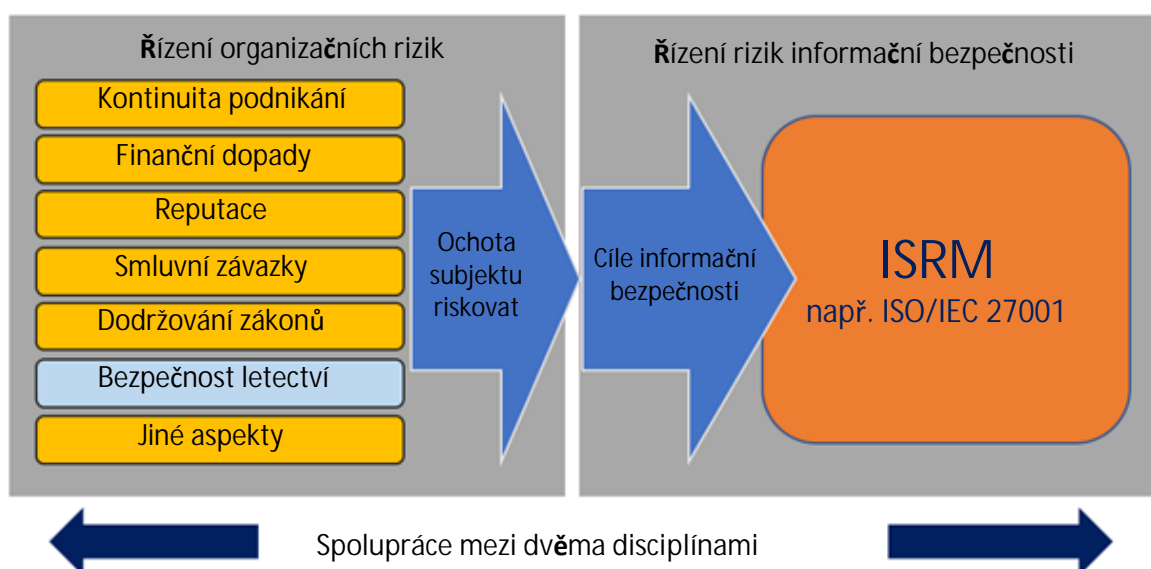 Řízení organizačních rizik
Kontinuita podnikání
Finanční dopady
Reputace
Smluvní závazky
Dodržování zákonů
Bezpečnost letectví
Jiné aspekty
Ochota
subjektu
riskovat
Řízení rizik informační bezpečnosti
Cíle informační
bezpečnosti
ISRM
např. ISO/IEC 27001
Spolupráce mezi dvěma disciplínami